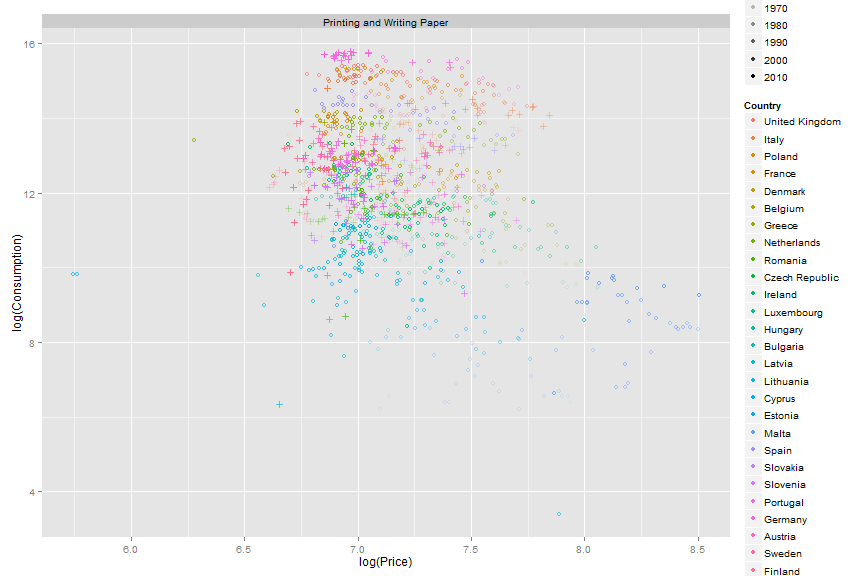 Printing and Writing Paper
16
12
8
4
log(Consumption)
6.0
6.5
7.0
7.5
8.0
8.5
log(Price)
1970
1980
1990
2000
2010
Country
United Kingdom
Italy
Poland
France
Denmark
Belgium
Greece
Netherlands
Romania
Czech Republic
Ireland
Luxembourg
Hungary
Bulgaria
Latvia
Lithuania
Cyprus
Estonia
Malta
Spain
Slovakia
Slovenia
Portugal
Germany
Austria
Sweden
Finland